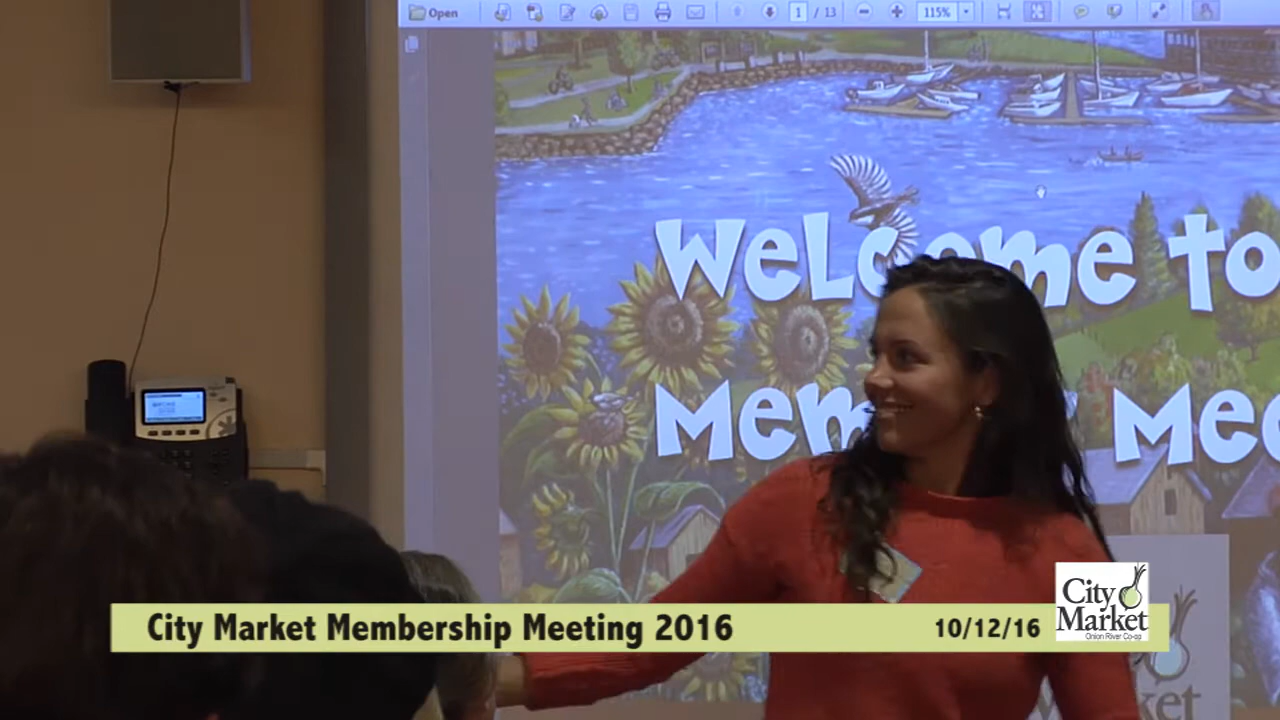 Open
1 / 13
115%
Welcome to
Mem Mee
City Market Membership Meeting 2016
10/12/16
City
Market
Onion River Co-op
ket